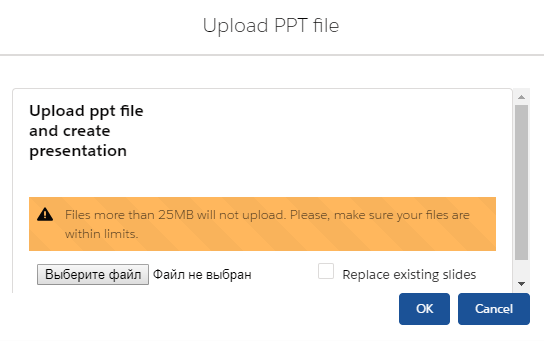 Upload PPT file
Upload ppt file
and create
presentation
Files more than 25MB will not upload. Please, make sure your files are
within limits.
Выберите файл Файл не выбран Replace existing slides
OK Cancel